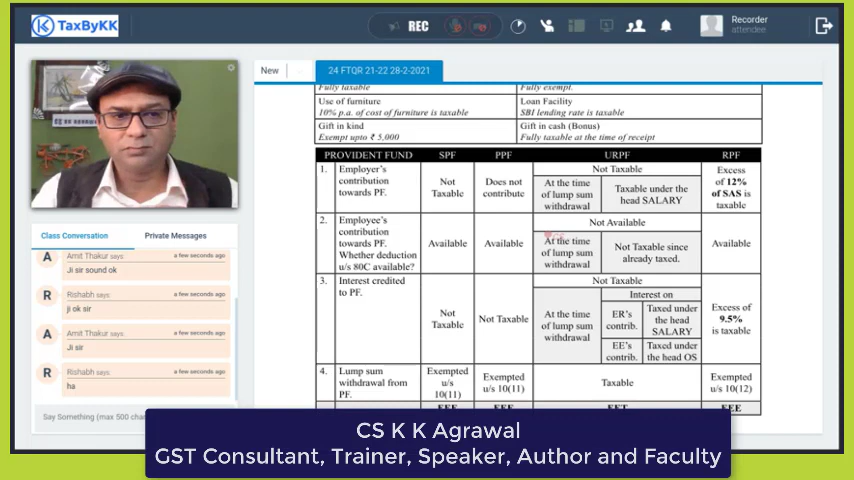 TaxByKK
REC
Recorder
attendee
New
24 FTQR 21-22 28-2-2021
Fully taxable
Fully exempt.
Use of furniture
10% p.a. of cost of furniture is taxable
Loan Facility
SBI lending rate is taxable
Gift in kind
Exempt upto ₹ 5,000
Gift in cash (Bonus)
Fully taxable at the time of receipt
PROVIDENT FUND SPF PPF URPF RPF
1. Employer's
contribution
towards PF.
Not
Taxable
Does not
contribute
Not Taxable
At the time
of lump sum
withdrawal
Taxable under the
head SALARY
Excess
of 12%
of SAS is
taxable
2. Employee's
contribution
towards PF.
Whether deduction
u/s 80C available?
Available
Available
Not Available
At the time
of lump sum
withdrawal
Not Taxable since
already taxed.
Available
3. Interest credited
to PF.
Not
Taxable
Not Taxable
Not Taxable
At the time
of lump sum
withdrawal
Interest on
ER's
contrib.
Taxed under
the head
SALARY
EE's
contrib.
Taxed under
the head OS
Excess of
9.5%
is taxable
4. Lump sum
withdrawal from
PF.
Exempted
u/s
10(11)
Exempted
u/s 10(11)
Taxable
Exempted
u/s 10(12)
EEE EEE EET EEE
Class Conversation
Private Messages
A
Amit Thakur says:
a few seconds ago
Ji sir sound ok
R
Rishabh says:
a few seconds ago
ji ok sir
A
Amit Thakur says:
a few seconds ago
Ji sir
R
Rishabh says:
a few seconds ago
ha
Say Something (max 500 cha
CS K K Agrawal
GST Consultant, Trainer, Speaker, Author and Faculty